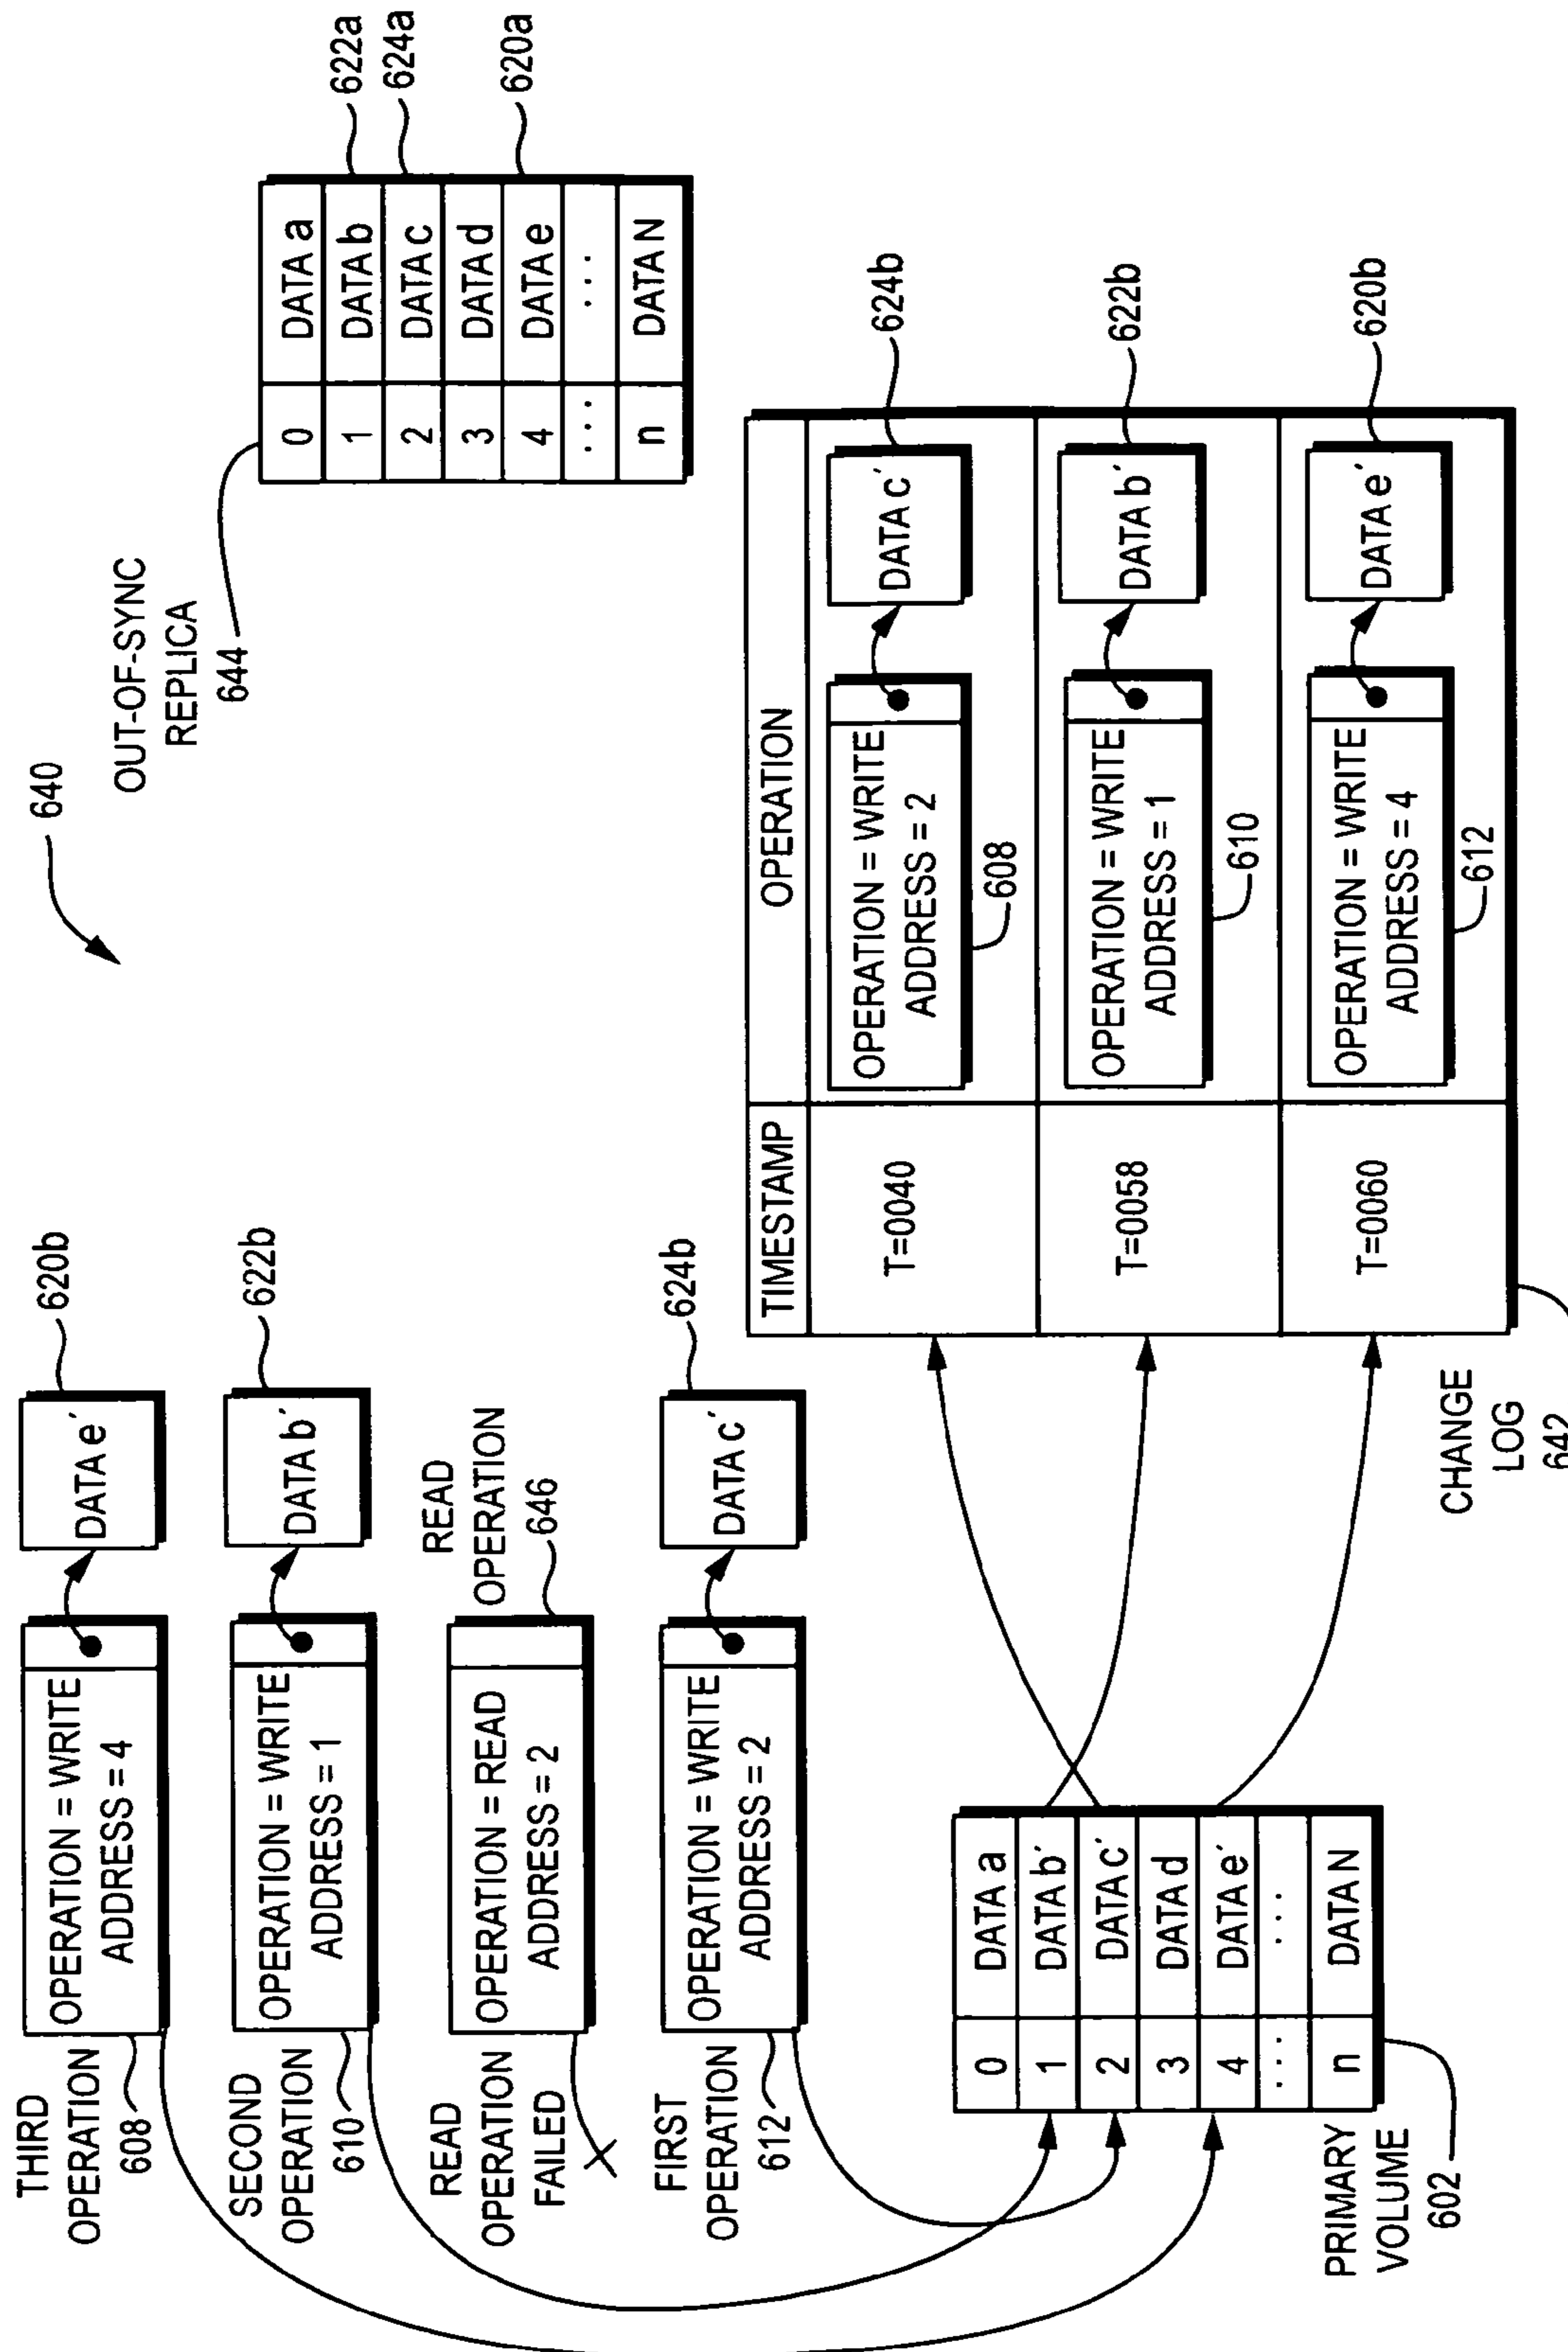 640
THIRD
OPERATION
608
OPERATION = WRITE
ADDRESS = 4
DATA e′
620b
SECOND
OPERATION
610
OPERATION = WRITE
ADDRESS = 1
DATA b′
622b
READ
OPERATION
FAILED
OPERATION = READ
ADDRESS = 2
READ
OPERATION
646
FIRST
OPERATION
612
OPERATION = WRITE
ADDRESS = 2
DATA c′
624b
OUT-OF-SYNC
REPLICA
644
0 DATA a
1 DATA b
2 DATA c
3 DATA d
4 DATA e
... ...
n DATA N
622a
624a
620a
PRIMARY
VOLUME
602
0 DATA a
1 DATA b′
2 DATA c′
3 DATA d
4 DATA e′
... ...
n DATA N
TIMESTAMP OPERATION
T=0040
OPERATION = WRITE
ADDRESS = 2
DATA c′
608
624b
T=0058
OPERATION = WRITE
ADDRESS = 1
DATA b′
610
622b
T=0060
OPERATION = WRITE
ADDRESS = 4
DATA e′
612
620b
CHANGE
LOG
642